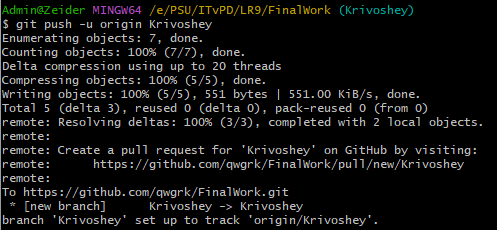 Admin@Zeider MINGW64 /e/PSU/ITvPD/LR9/FinalWork (Krivoshey)
$ git push -u origin Krivoshey
Enumerating objects: 7, done.
Counting objects: 100% (7/7), done.
Delta compression using up to 20 threads
Compressing objects: 100% (5/5), done.
Writing objects: 100% (5/5), 551 bytes | 551.00 KiB/s, done.
Total 5 (delta 3), reused 0 (delta 0), pack-reused 0 (from 0)
remote: Resolving deltas: 100% (3/3), completed with 2 local objects.
remote:
remote: Create a pull request for 'Krivoshey' on GitHub by visiting:
remote:      https://github.com/qwgrk/FinalWork/pull/new/Krivoshey
remote:
To https://github.com/qwgrk/FinalWork.git
 * [new branch]      Krivoshey -> Krivoshey
branch 'Krivoshey' set up to track 'origin/Krivoshey'.